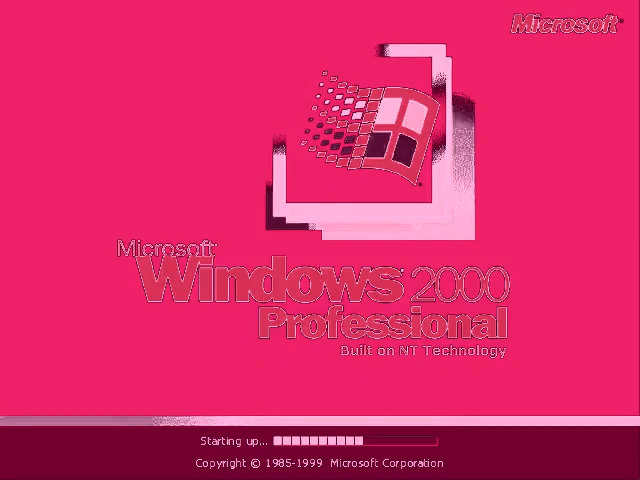 Microsoft®
Microsoft®
Windows® 2000
Professional
Built on NT Technology
Starting up...
Copyright © 1985-1999 Microsoft Corporation